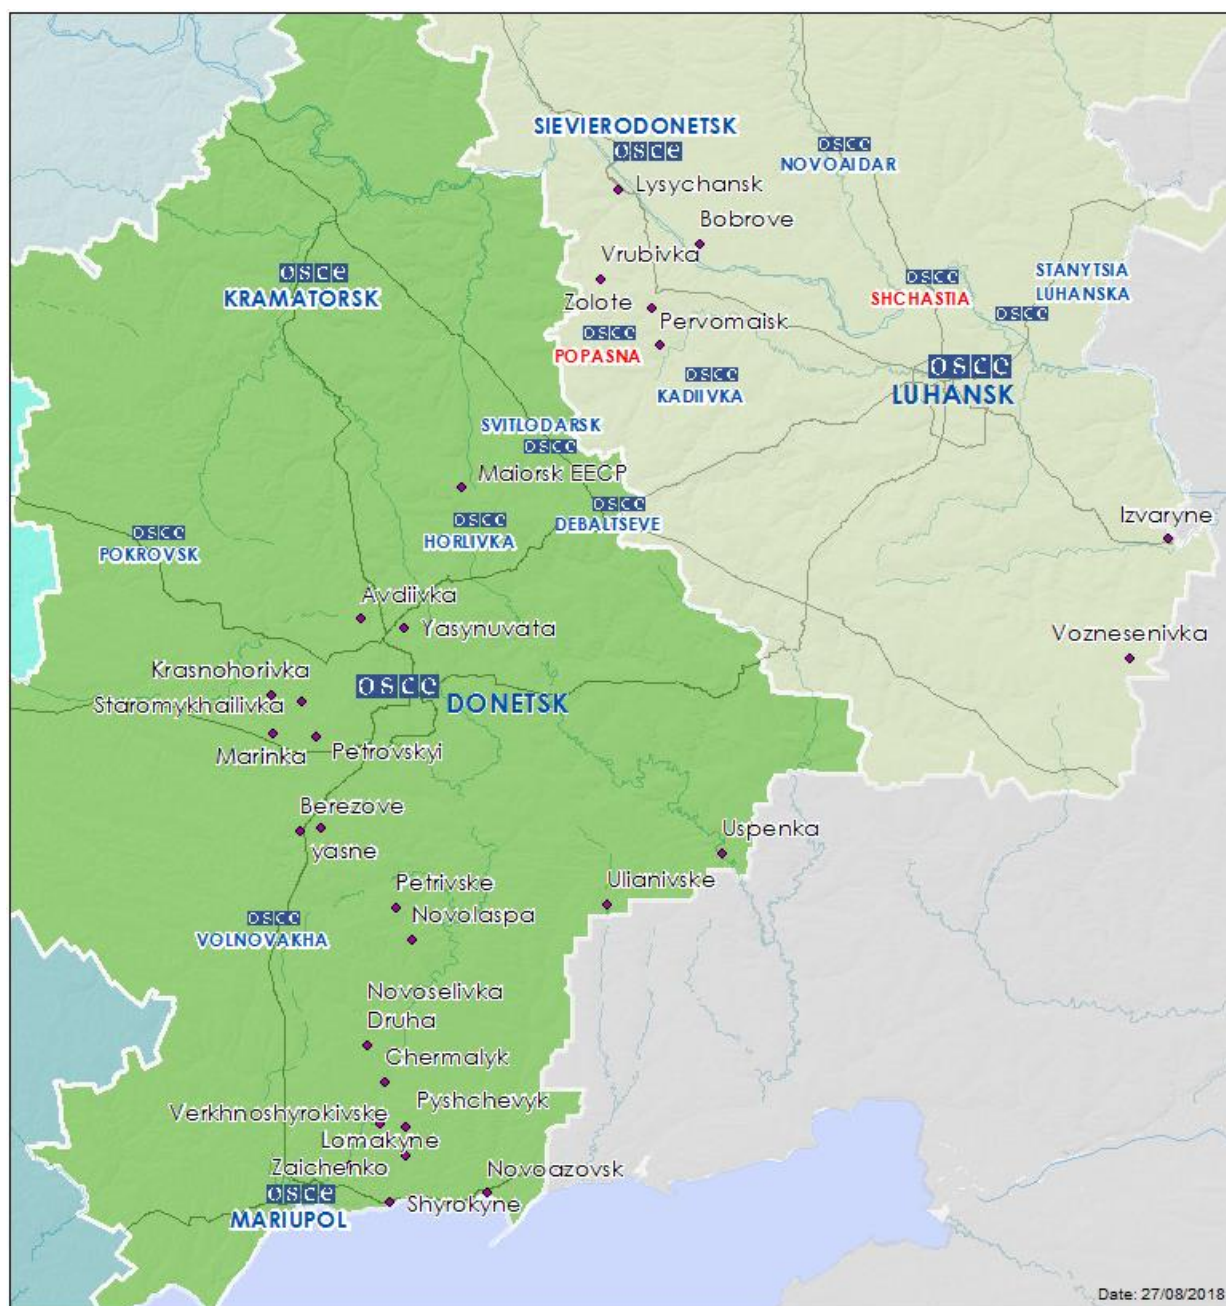 SIEVIERODONETSK
osce
osce
NOVOAIDAR
Lysychansk
Bobrove
Vrubivka
osce
KRAMATORSK
osce
SHCHASTIA
STANYTSIA
LUHANSKA
osce
Zolote
Pervomaisk
osce
POPASNA
osce
LUHANSK
osce
KADIIVKA
SVITLODARSK
osce
Maiorsk EECP
osce
DEBALTSEVE
osce
HORLIVKA
Izvaryne
osce
POKROVSK
Avdiivka
Yasynuvata
Voznesenivka
Krasnohorivka
Staromykhailivka
osce
DONETSK
Marinka
Petrovskyi
Berezove
yasne
Uspenka
Petrivske
Ulianivske
Novolaspa
osce
VOLNOVAKHA
Novoselivka
Druha
Chermalyk
Pyshchevyk
Verkhnoshyrokivske
Lomakyne
Zaichenko
Novoazovsk
osce
MARIUPOL
Shyrokyne
Date: 27/08/2018